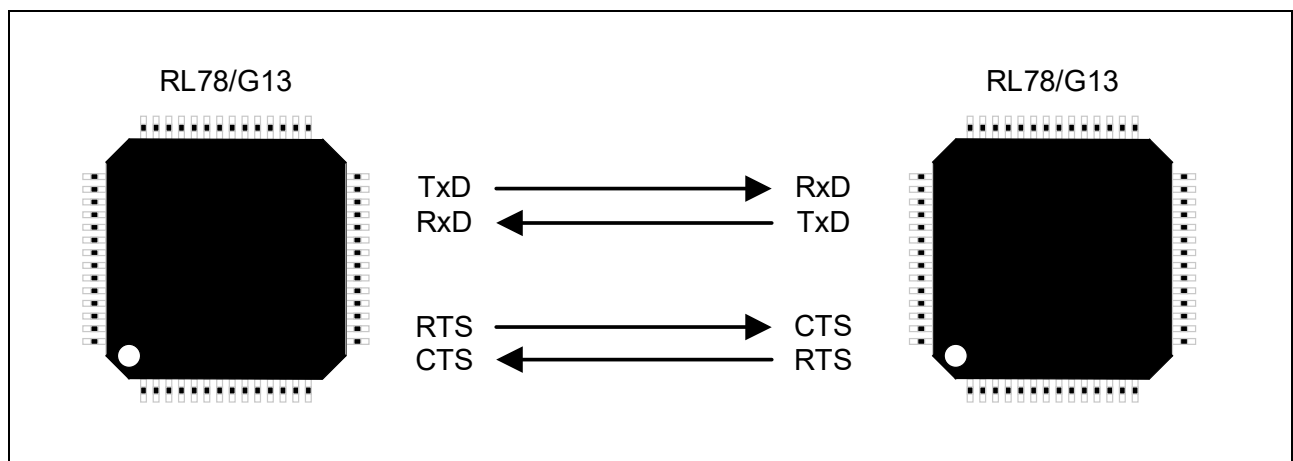 RL78/G13 RL78/G13
TxD RxD
RxD TxD
RTS CTS
CTS RTS